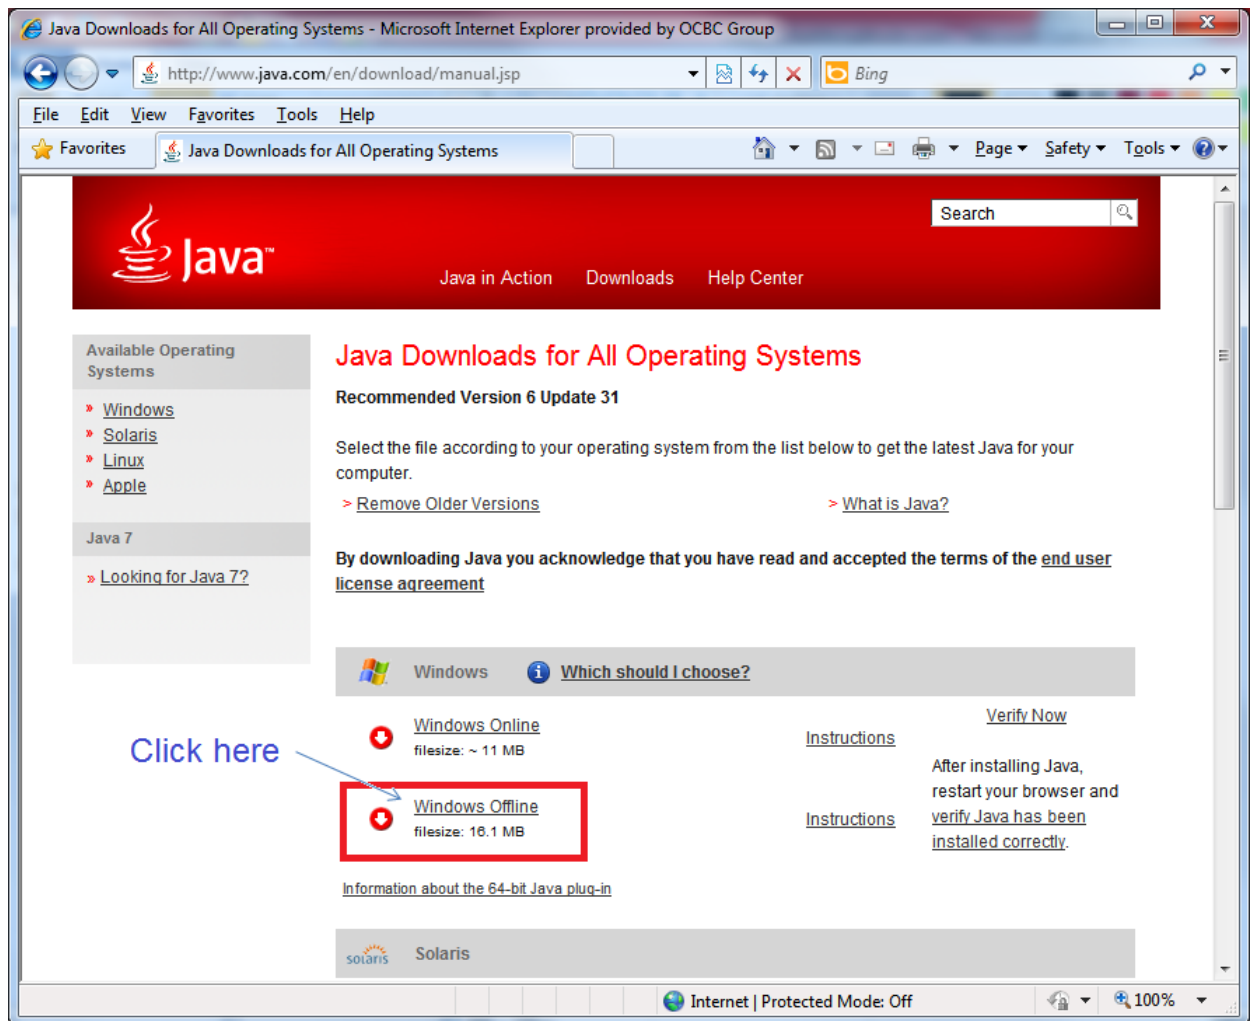 Java Downloads for All Operating Systems - Microsoft Internet Explorer provided by OCBC Group
http://www.java.com/en/download/manual.jsp
Bing
File Edit View Favorites Tools Help
Favorites
Java Downloads for All Operating Systems
Page Safety Tools
Search
Java™
Java in Action Downloads Help Center
Available Operating
Systems
» Windows
» Solaris
» Linux
» Apple
Java 7
» Looking for Java 7?
Java Downloads for All Operating Systems
Recommended Version 6 Update 31
Select the file according to your operating system from the list below to get the latest Java for your
computer.
> Remove Older Versions
> What is Java?
By downloading Java you acknowledge that you have read and accepted the terms of the end user
license agreement
Windows
Which should I choose?
Windows Online
filesize: ~ 11 MB
Instructions
Verify Now
Click here
Windows Offline
filesize: 16.1 MB
Instructions
After installing Java,
restart your browser and
verify Java has been
installed correctly.
Information about the 64-bit Java plug-in
solaris
Solaris
Internet | Protected Mode: Off
100%